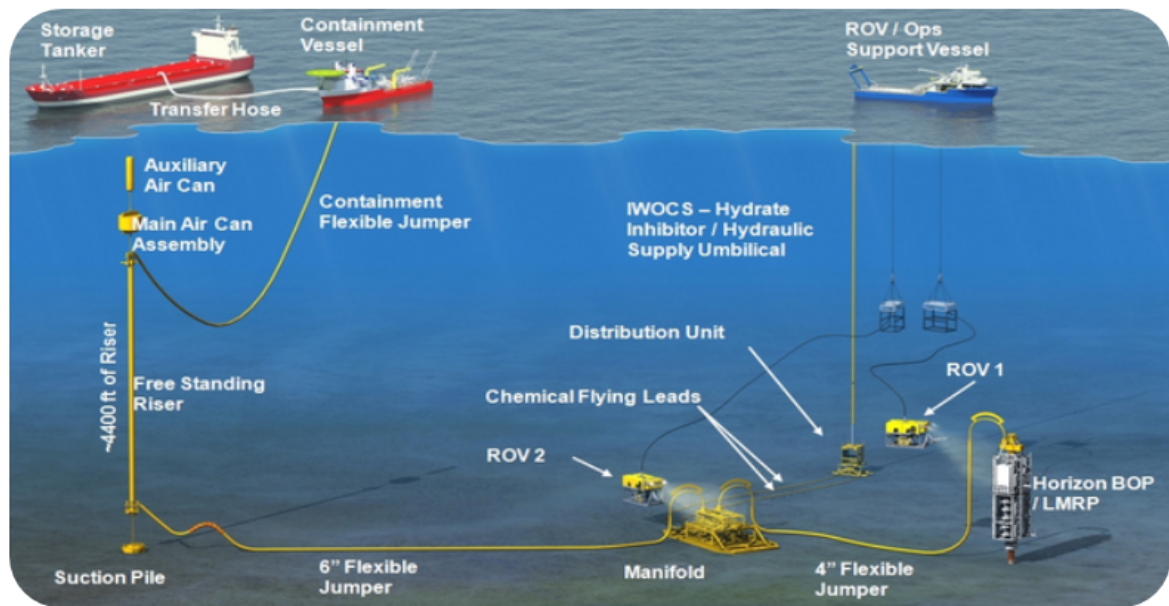 Storage
Tanker
Containment
Vessel
ROV / Ops
Support Vessel
Transfer Hose
Auxiliary
Air Can
Main Air Can
Assembly
Containment
Flexible Jumper
IWOCS – Hydrate
Inhibitor / Hydraulic
Supply Umbilical
~4400 ft of Riser
Free Standing
Riser
Distribution Unit
Chemical Flying Leads
ROV 1
ROV 2
Horizon BOP
/ LMRP
Suction Pile
6” Flexible
Jumper
Manifold
4” Flexible
Jumper